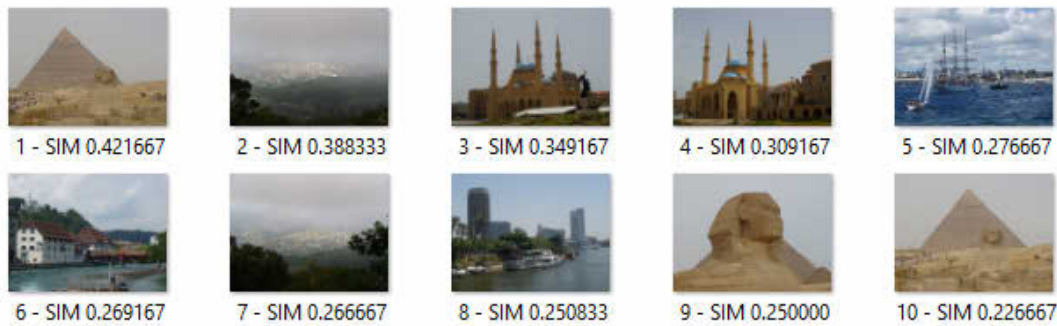 1 - SIM 0.421667
2 - SIM 0.388333
3 - SIM 0.349167
4 - SIM 0.309167
5 - SIM 0.276667
6 - SIM 0.269167
7 - SIM 0.266667
8 - SIM 0.250833
9 - SIM 0.250000
10 - SIM 0.226667